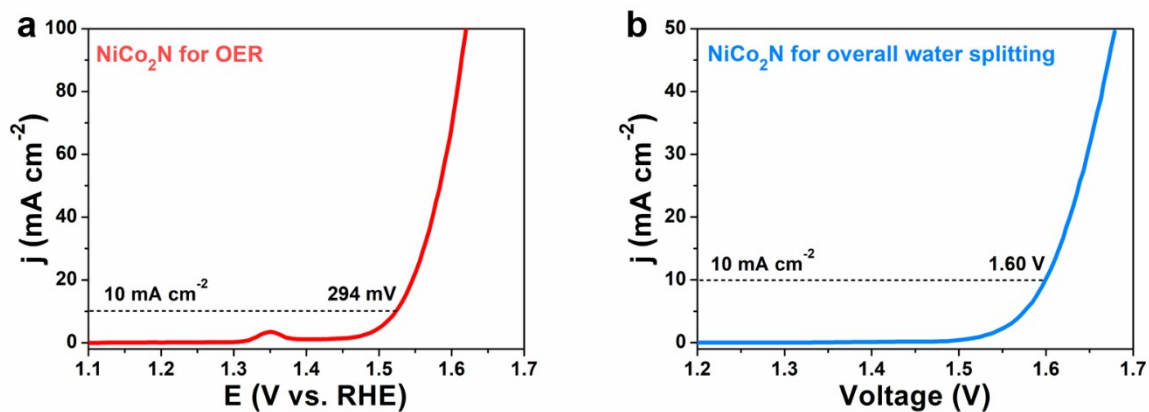 a
NiCo₂N for OER
100
80
60
40
20
0
j (mA cm⁻²)
10 mA cm⁻²
294 mV
1.1 1.2 1.3 1.4 1.5 1.6 1.7
E (V vs. RHE)
b
NiCo₂N for overall water splitting
50
40
30
20
10
0
j (mA cm⁻²)
10 mA cm⁻²
1.60 V
1.2 1.3 1.4 1.5 1.6 1.7
Voltage (V)